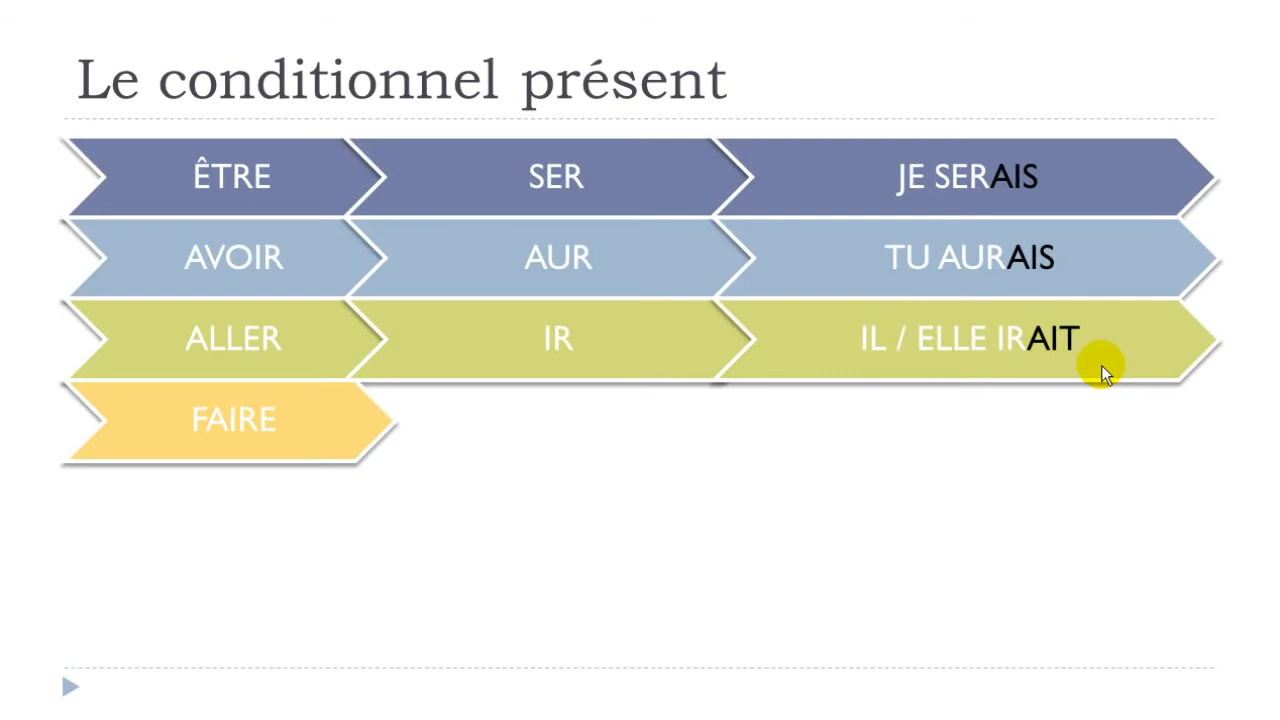 Le conditionnel présent
ÊTRE SER JE SERAIS
AVOIR AUR TU AURAIS
ALLER IR IL / ELLE IRAIT
FAIRE